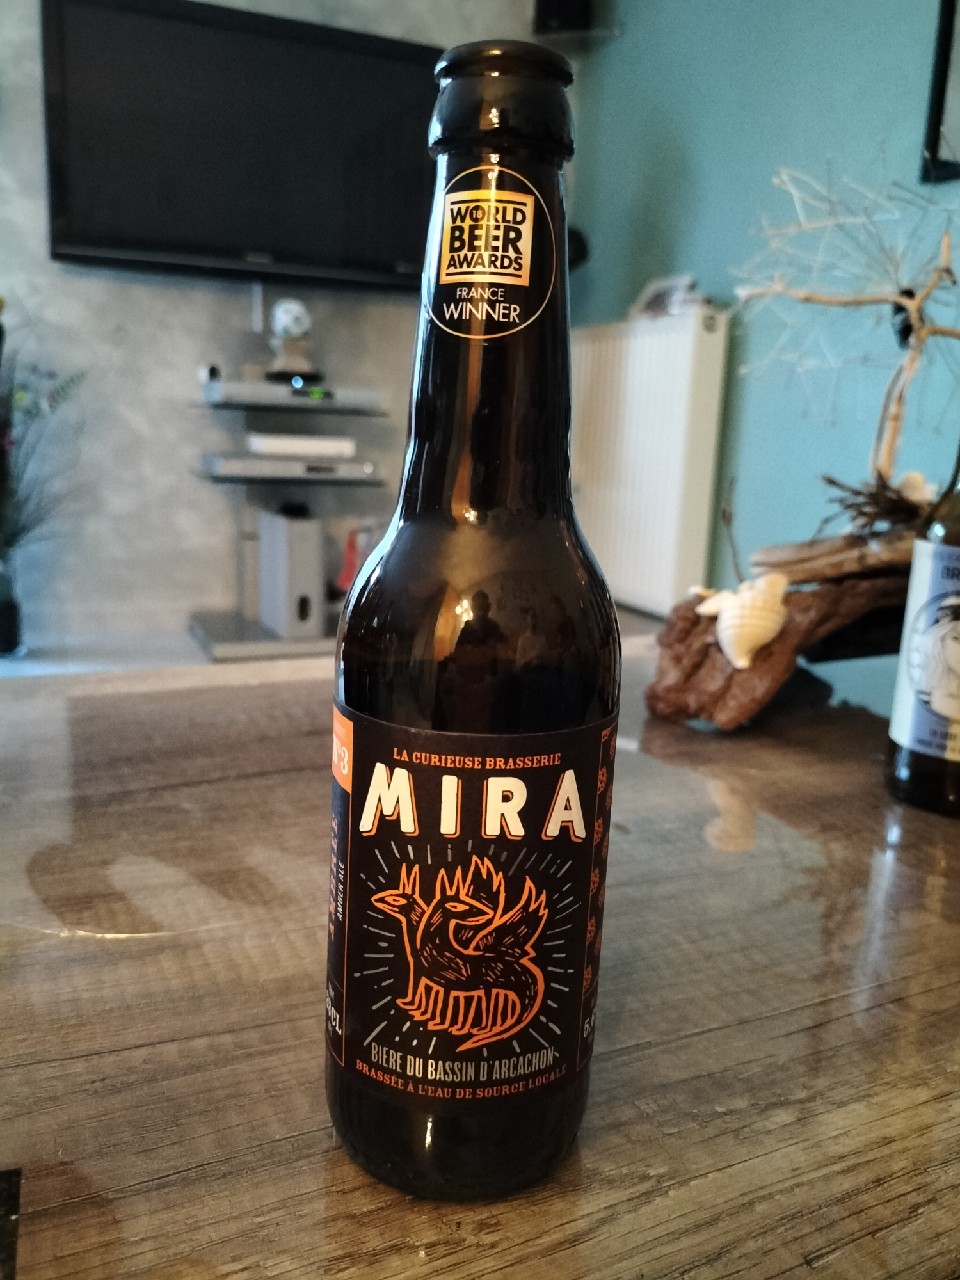 WORLD
BEER
AWARDS
FRANCE
WINNER
N°3
LA CURIEUSE BRASSERIE
MIRA
AMBER ALE
BIERE DU BASSIN D'ARCACHON
BRASSÉE À L'EAU DE SOURCE LOCALE